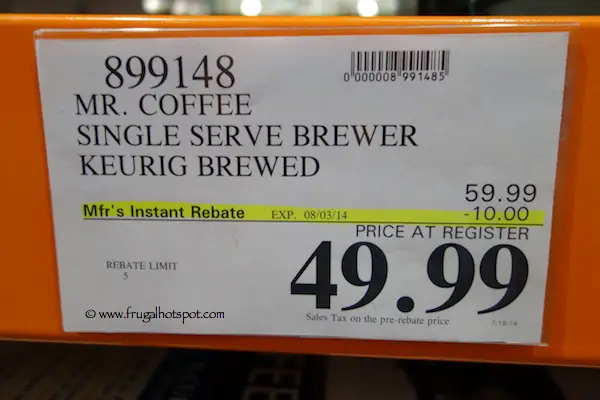 899148
0 000008 991485
MR. COFFEE
SINGLE SERVE BREWER
KEURIG BREWED
59.99
Mfr's Instant Rebate EXP. 08/03/14 -10.00
PRICE AT REGISTER
49.99
REBATE LIMIT
5
Sales Tax on the pre-rebate price
© www.frugalhotspot.com